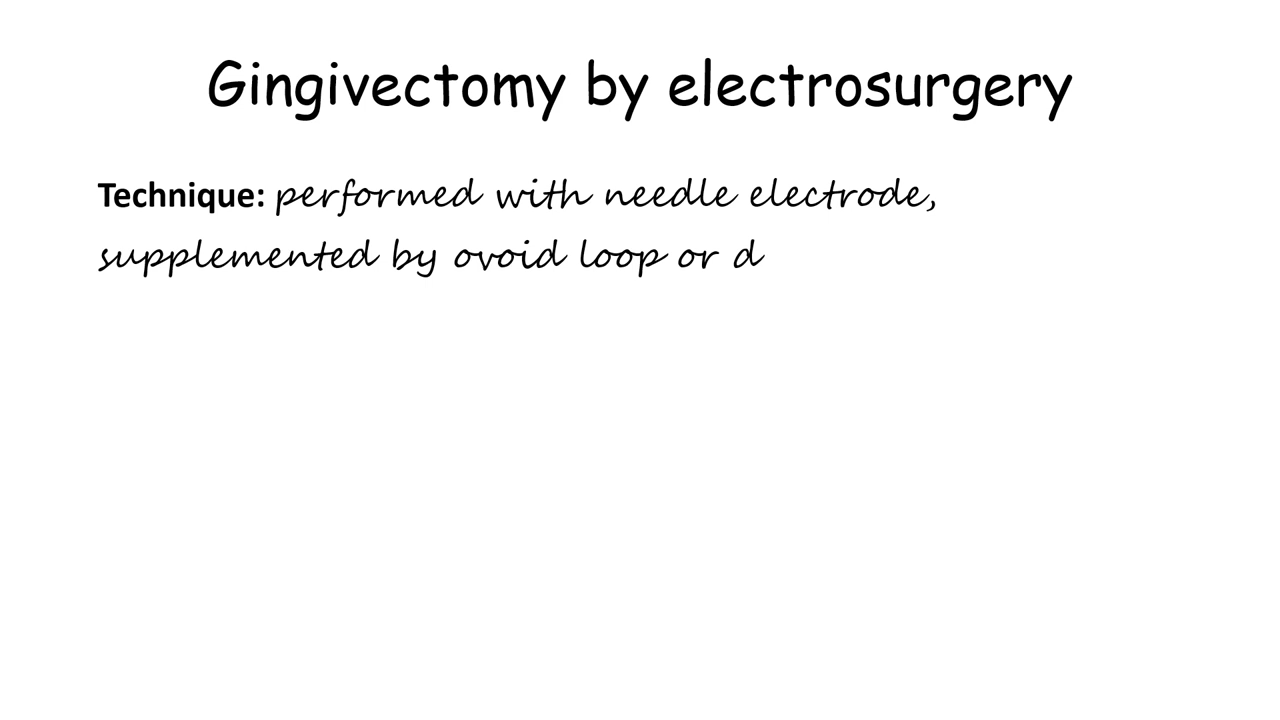 Gingivectomy by electrosurgery
Technique: performed with needle electrode,
supplemented by ovoid loop or d